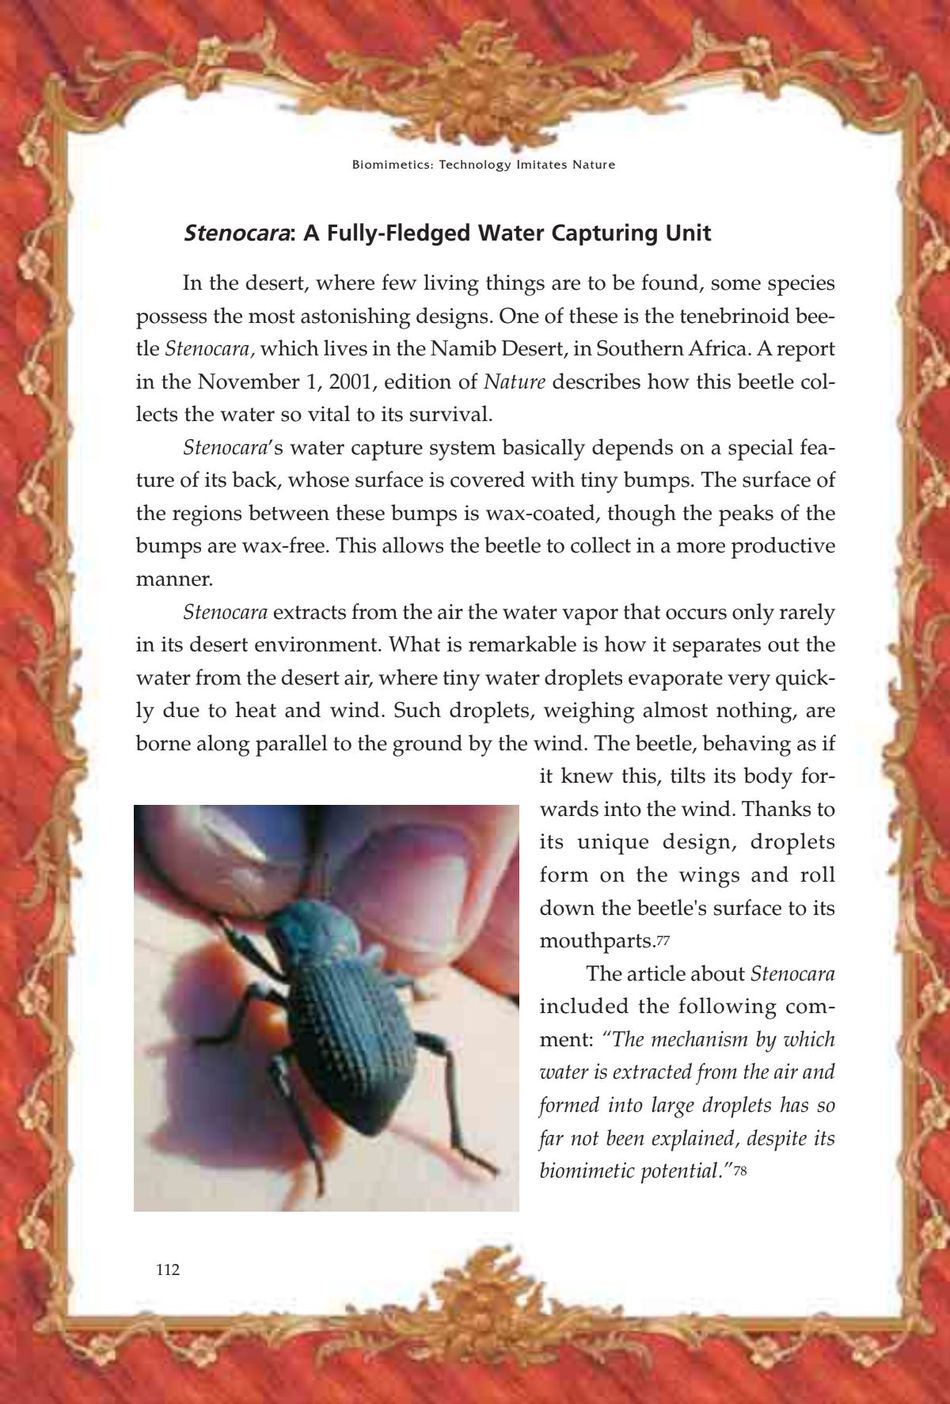 Biomimetics: Technology Imitates Nature
Stenocara: A Fully-Fledged Water Capturing Unit
In the desert, where few living things are to be found, some species
possess the most astonishing designs. One of these is the tenebrinoid bee-
tle Stenocara, which lives in the Namib Desert, in Southern Africa. A report
in the November 1, 2001, edition of Nature describes how this beetle col-
lects the water so vital to its survival.
Stenocara’s water capture system basically depends on a special fea-
ture of its back, whose surface is covered with tiny bumps. The surface of
the regions between these bumps is wax-coated, though the peaks of the
bumps are wax-free. This allows the beetle to collect in a more productive
manner.
Stenocara extracts from the air the water vapor that occurs only rarely
in its desert environment. What is remarkable is how it separates out the
water from the desert air, where tiny water droplets evaporate very quick-
ly due to heat and wind. Such droplets, weighing almost nothing, are
borne along parallel to the ground by the wind. The beetle, behaving as if
it knew this, tilts its body for-
wards into the wind. Thanks to
its unique design, droplets
form on the wings and roll
down the beetle's surface to its
mouthparts.77
The article about Stenocara
included the following com-
ment: “The mechanism by which
water is extracted from the air and
formed into large droplets has so
far not been explained, despite its
biomimetic potential.”78
112